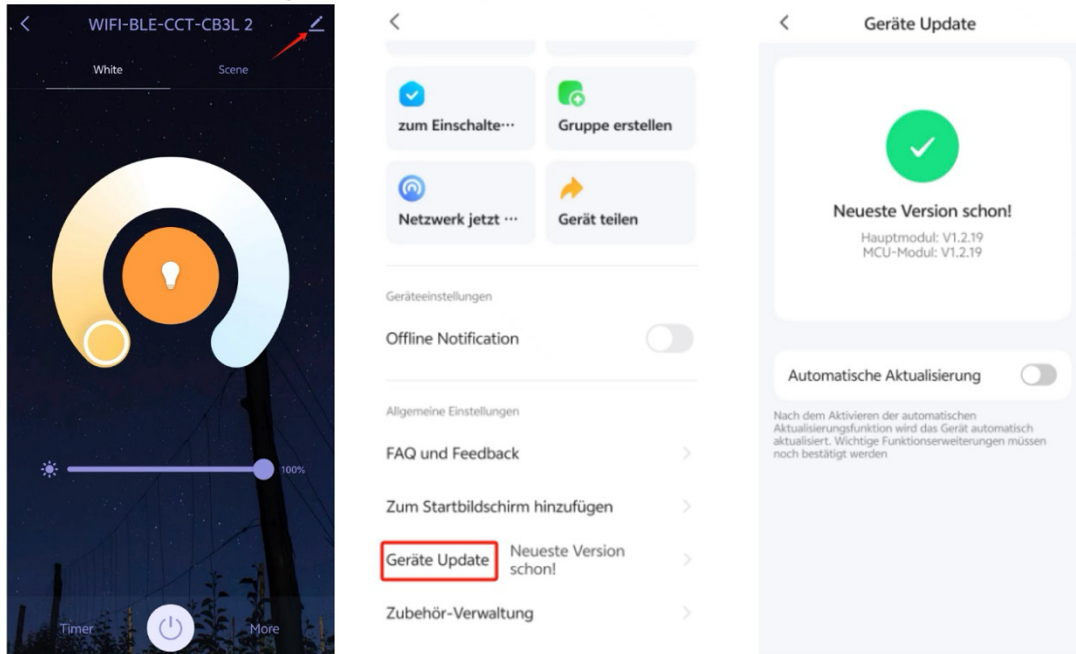 WIFI-BLE-CCT-CB3L 2
White
Scene
100%
Timer
More
zum Einschalte···
Gruppe erstellen
Netzwerk jetzt ···
Gerät teilen
Geräteeinstellungen
Offline Notification
Allgemeine Einstellungen
FAQ und Feedback
Zum Startbildschirm hinzufügen
Geräte Update
Neueste Version
schon!
Zubehör-Verwaltung
Geräte Update
Neueste Version schon!
Hauptmodul: V1.2.19
MCU-Modul: V1.2.19
Automatische Aktualisierung
Nach dem Aktivieren der automatischen
Aktualisierungsfunktion wird das Gerät automatisch
aktualisiert. Wichtige Funktionserweiterungen müssen
noch bestätigt werden